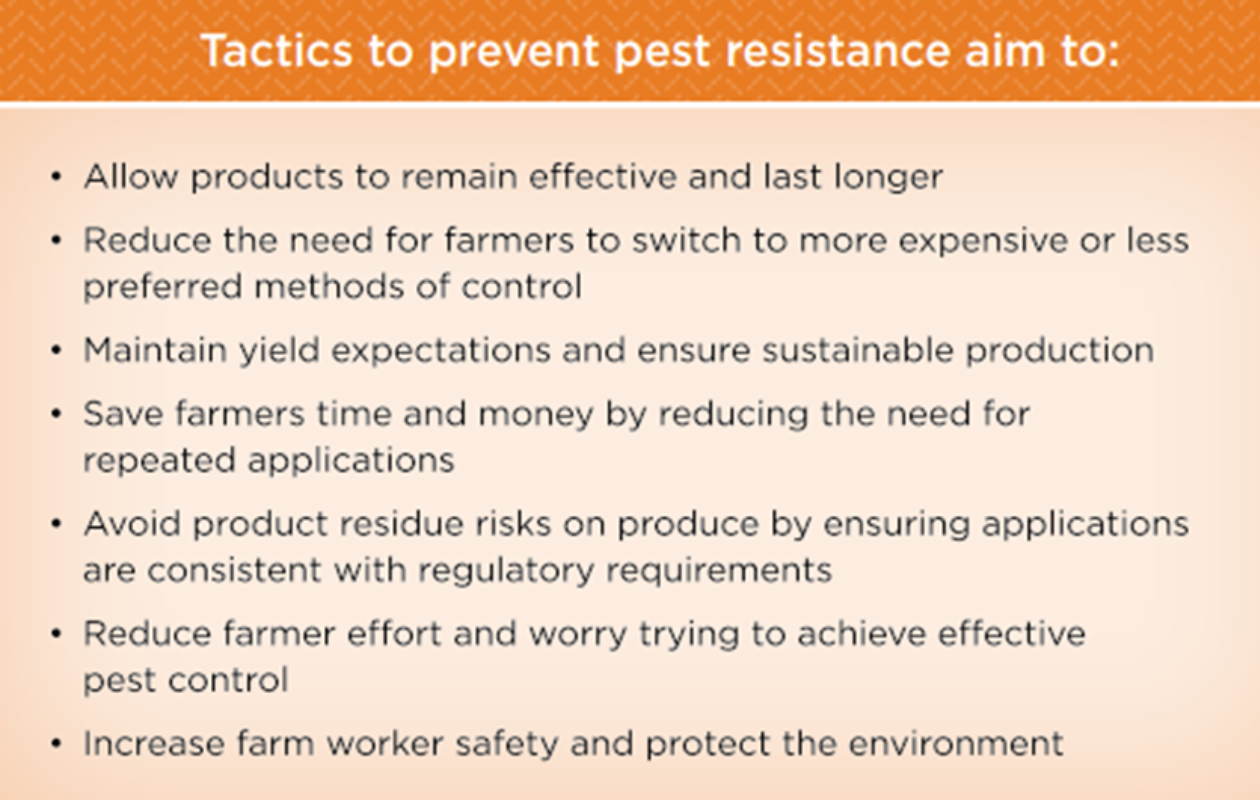 Tactics to prevent pest resistance aim to:
• Allow products to remain effective and last longer
• Reduce the need for farmers to switch to more expensive or less
preferred methods of control
• Maintain yield expectations and ensure sustainable production
• Save farmers time and money by reducing the need for
repeated applications
• Avoid product residue risks on produce by ensuring applications
are consistent with regulatory requirements
• Reduce farmer effort and worry trying to achieve effective
pest control
• Increase farm worker safety and protect the environment